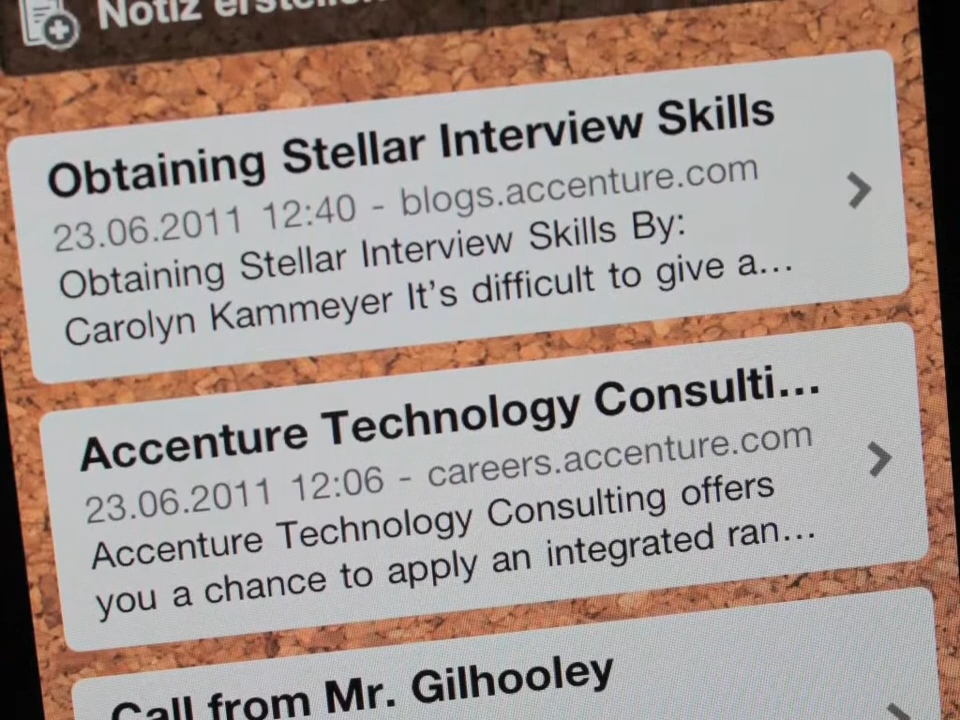 Notiz erstellen
Obtaining Stellar Interview Skills
23.06.2011 12:40 - blogs.accenture.com
Obtaining Stellar Interview Skills By:
Carolyn Kammeyer It's difficult to give a...
Accenture Technology Consulti...
23.06.2011 12:06 - careers.accenture.com
Accenture Technology Consulting offers
you a chance to apply an integrated ran...
Call from Mr. Gilhooley